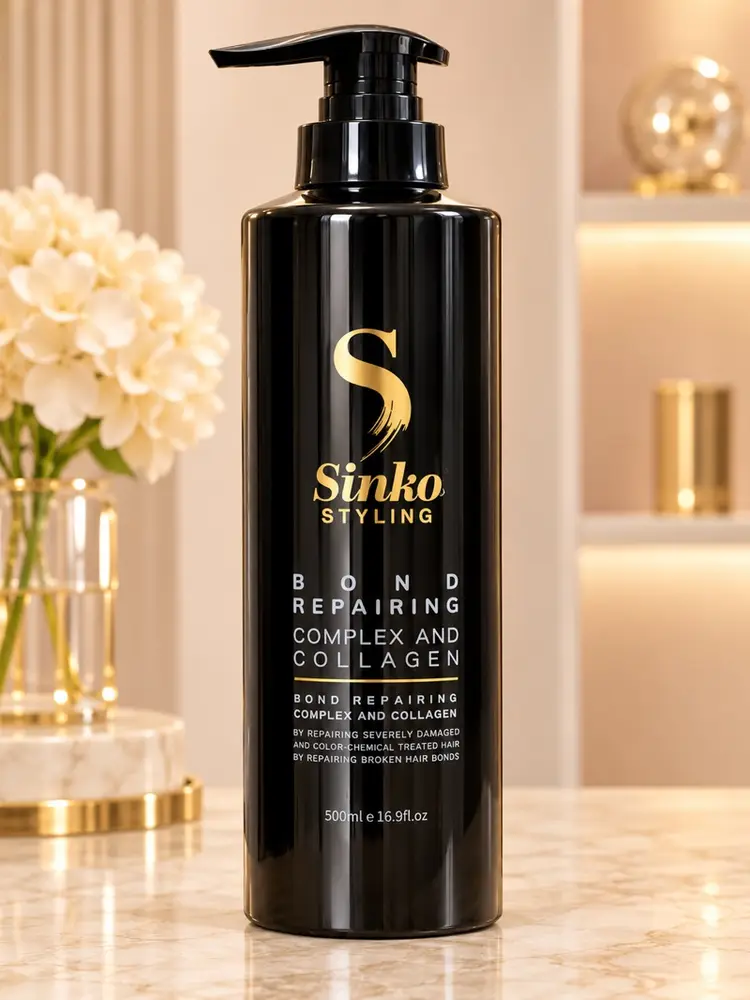 S
Sinko
STYLING
BOND
REPAIRING
COMPLEX AND
COLLAGEN
BOND REPAIRING
COMPLEX AND COLLAGEN
BY REPAIRING SEVERELY DAMAGED
AND COLOR-CHEMICAL TREATED HAIR
BY REPAIRING BROKEN HAIR BONDS
500ml e 16.9fl.oz